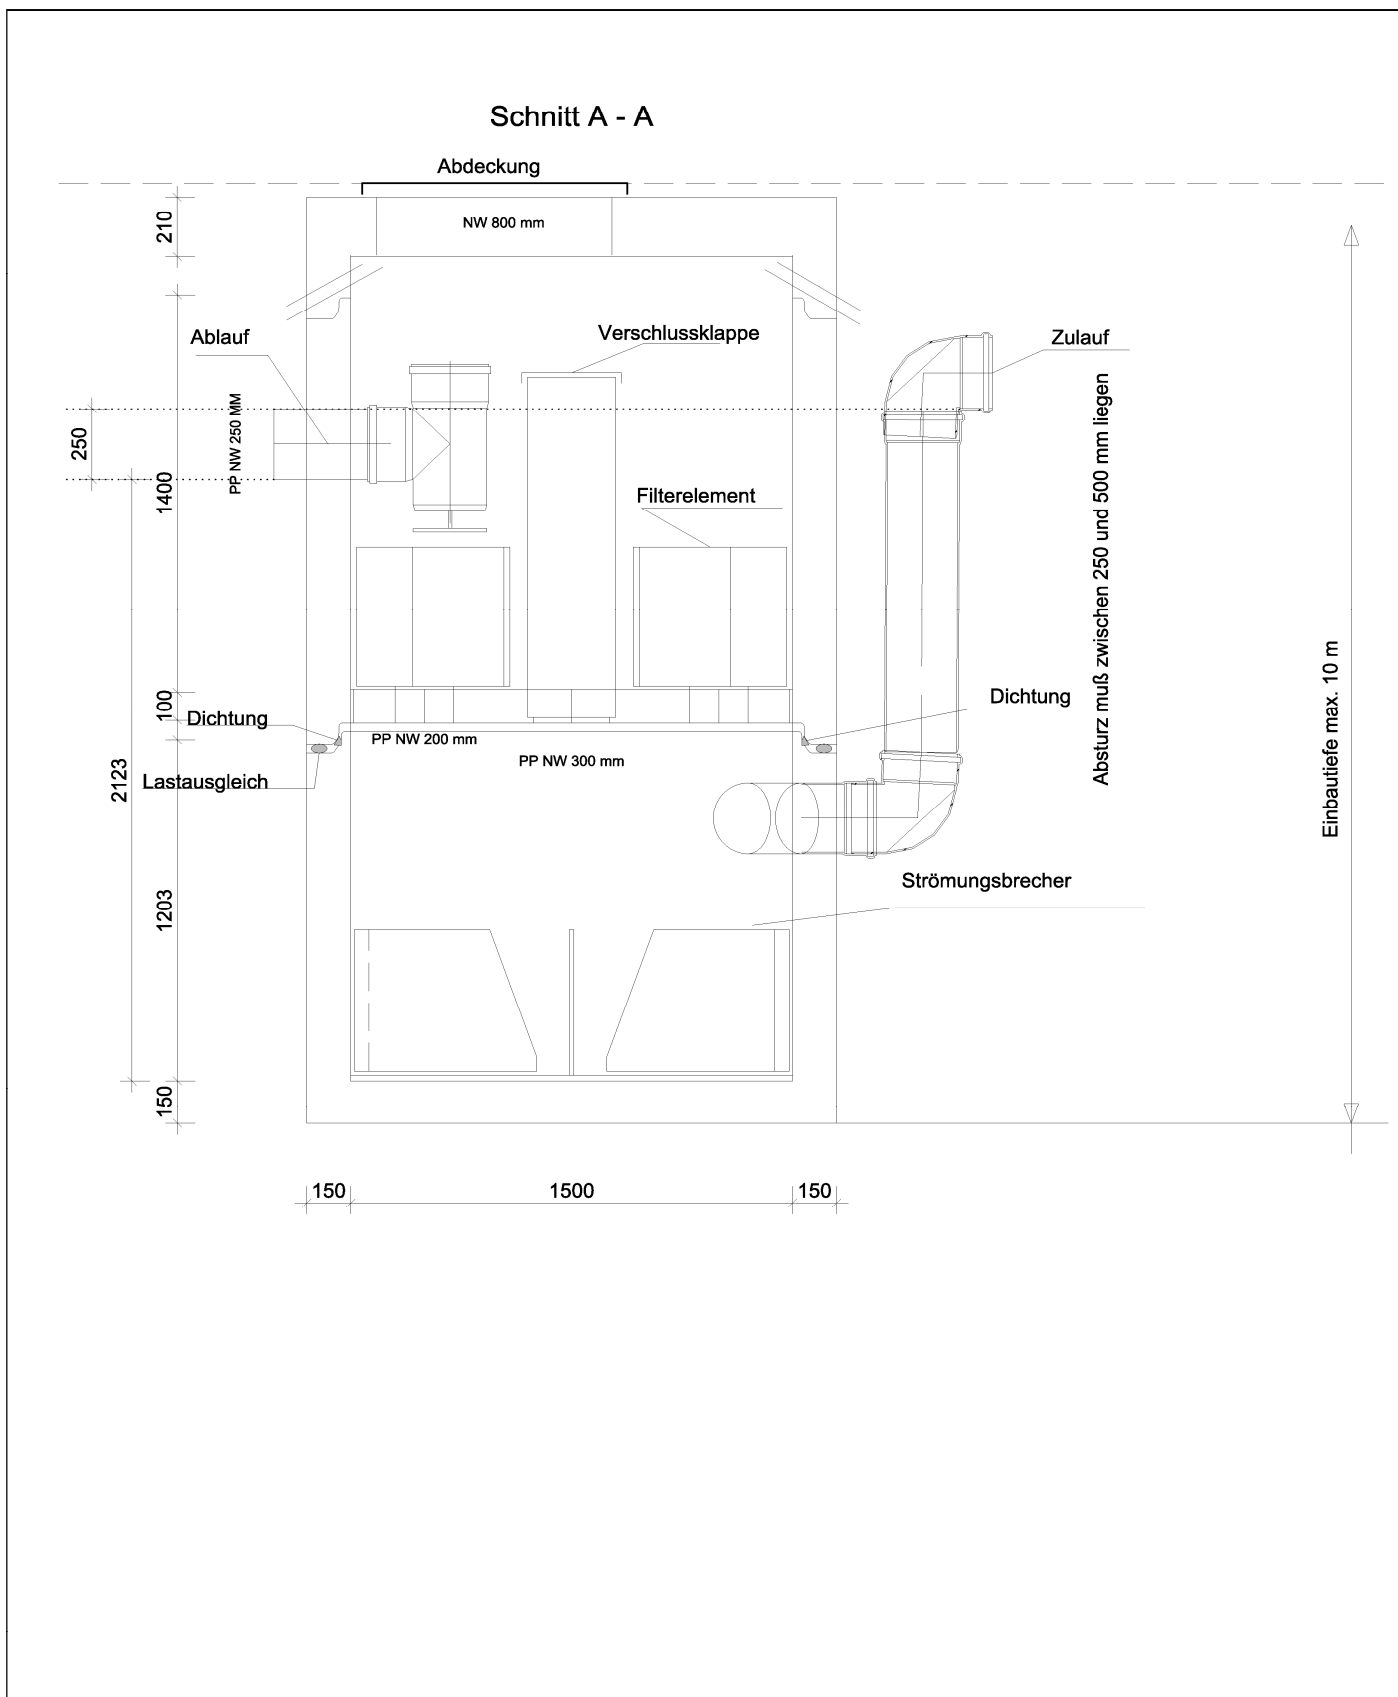 Schnitt A - A
Abdeckung
NW 800 mm
210
Ablauf
Verschlussklappe
Zulauf
250
PP NW 250 MM
1400
Filterelement
Absturz muß zwischen 250 und 500 mm liegen
Einbautiefe max. 10 m
100
Dichtung
Dichtung
PP NW 200 mm
PP NW 300 mm
Lastausgleich
2123
1203
Strömungsbrecher
150
150
1500
150